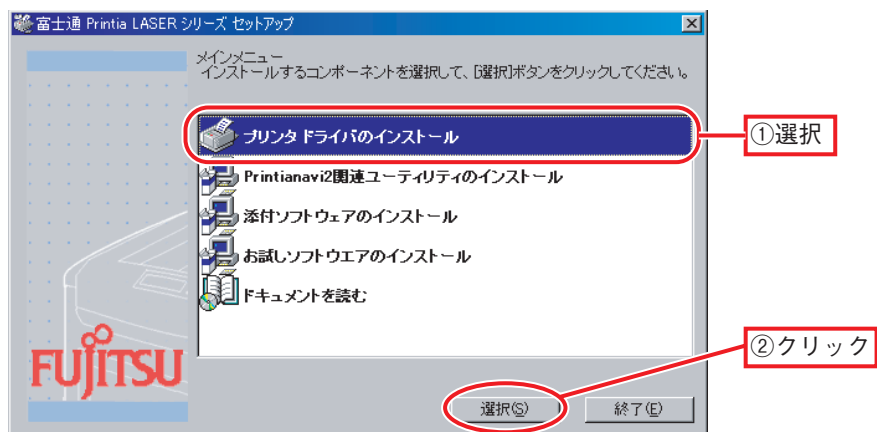 富士通 Printia LASER シリーズ セットアップ
メインメニュー
インストールするコンポーネントを選択して、[選択]ボタンをクリックしてください。
プリンタ ドライバのインストール
①選択
Printianavi2関連ユーティリティのインストール
添付ソフトウェアのインストール
お試しソフトウエアのインストール
ドキュメントを読む
FUJITSU
②クリック
選択(S)
終了(E)